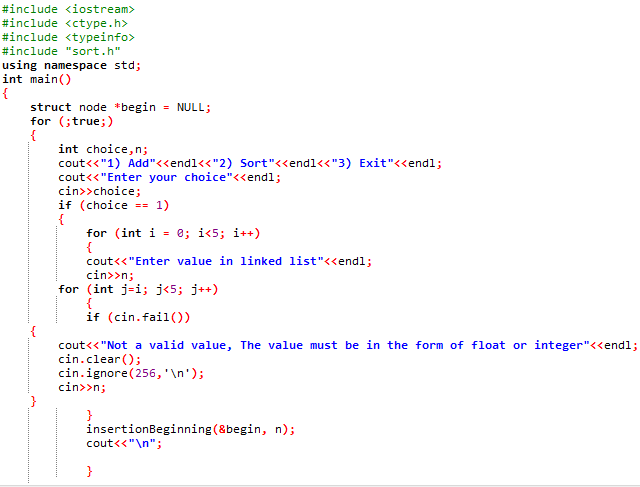 #include <iostream>
#include <ctype.h>
#include <typeinfo>
#include "sort.h"
using namespace std;
int main()
{
    struct node *begin = NULL;
    for (;true;)
    {
        int choice,n;
        cout<<"1) Add"<<endl<<"2) Sort"<<endl<<"3) Exit"<<endl;
        cout<<"Enter your choice"<<endl;
        cin>>choice;
        if (choice == 1)
        {
            for (int i = 0; i<5; i++)
            {
            cout<<"Enter value in linked list"<<endl;
            cin>>n;
        for (int j=i; j<5; j++)
            {
            if (cin.fail())
    {
        cout<<"Not a valid value, The value must be in the form of float or integer"<<endl;
        cin.clear();
        cin.ignore(256,'\n');
        cin>>n;
    }
            }
            insertionBeginning(&begin, n);
            cout<<"\n";

            }